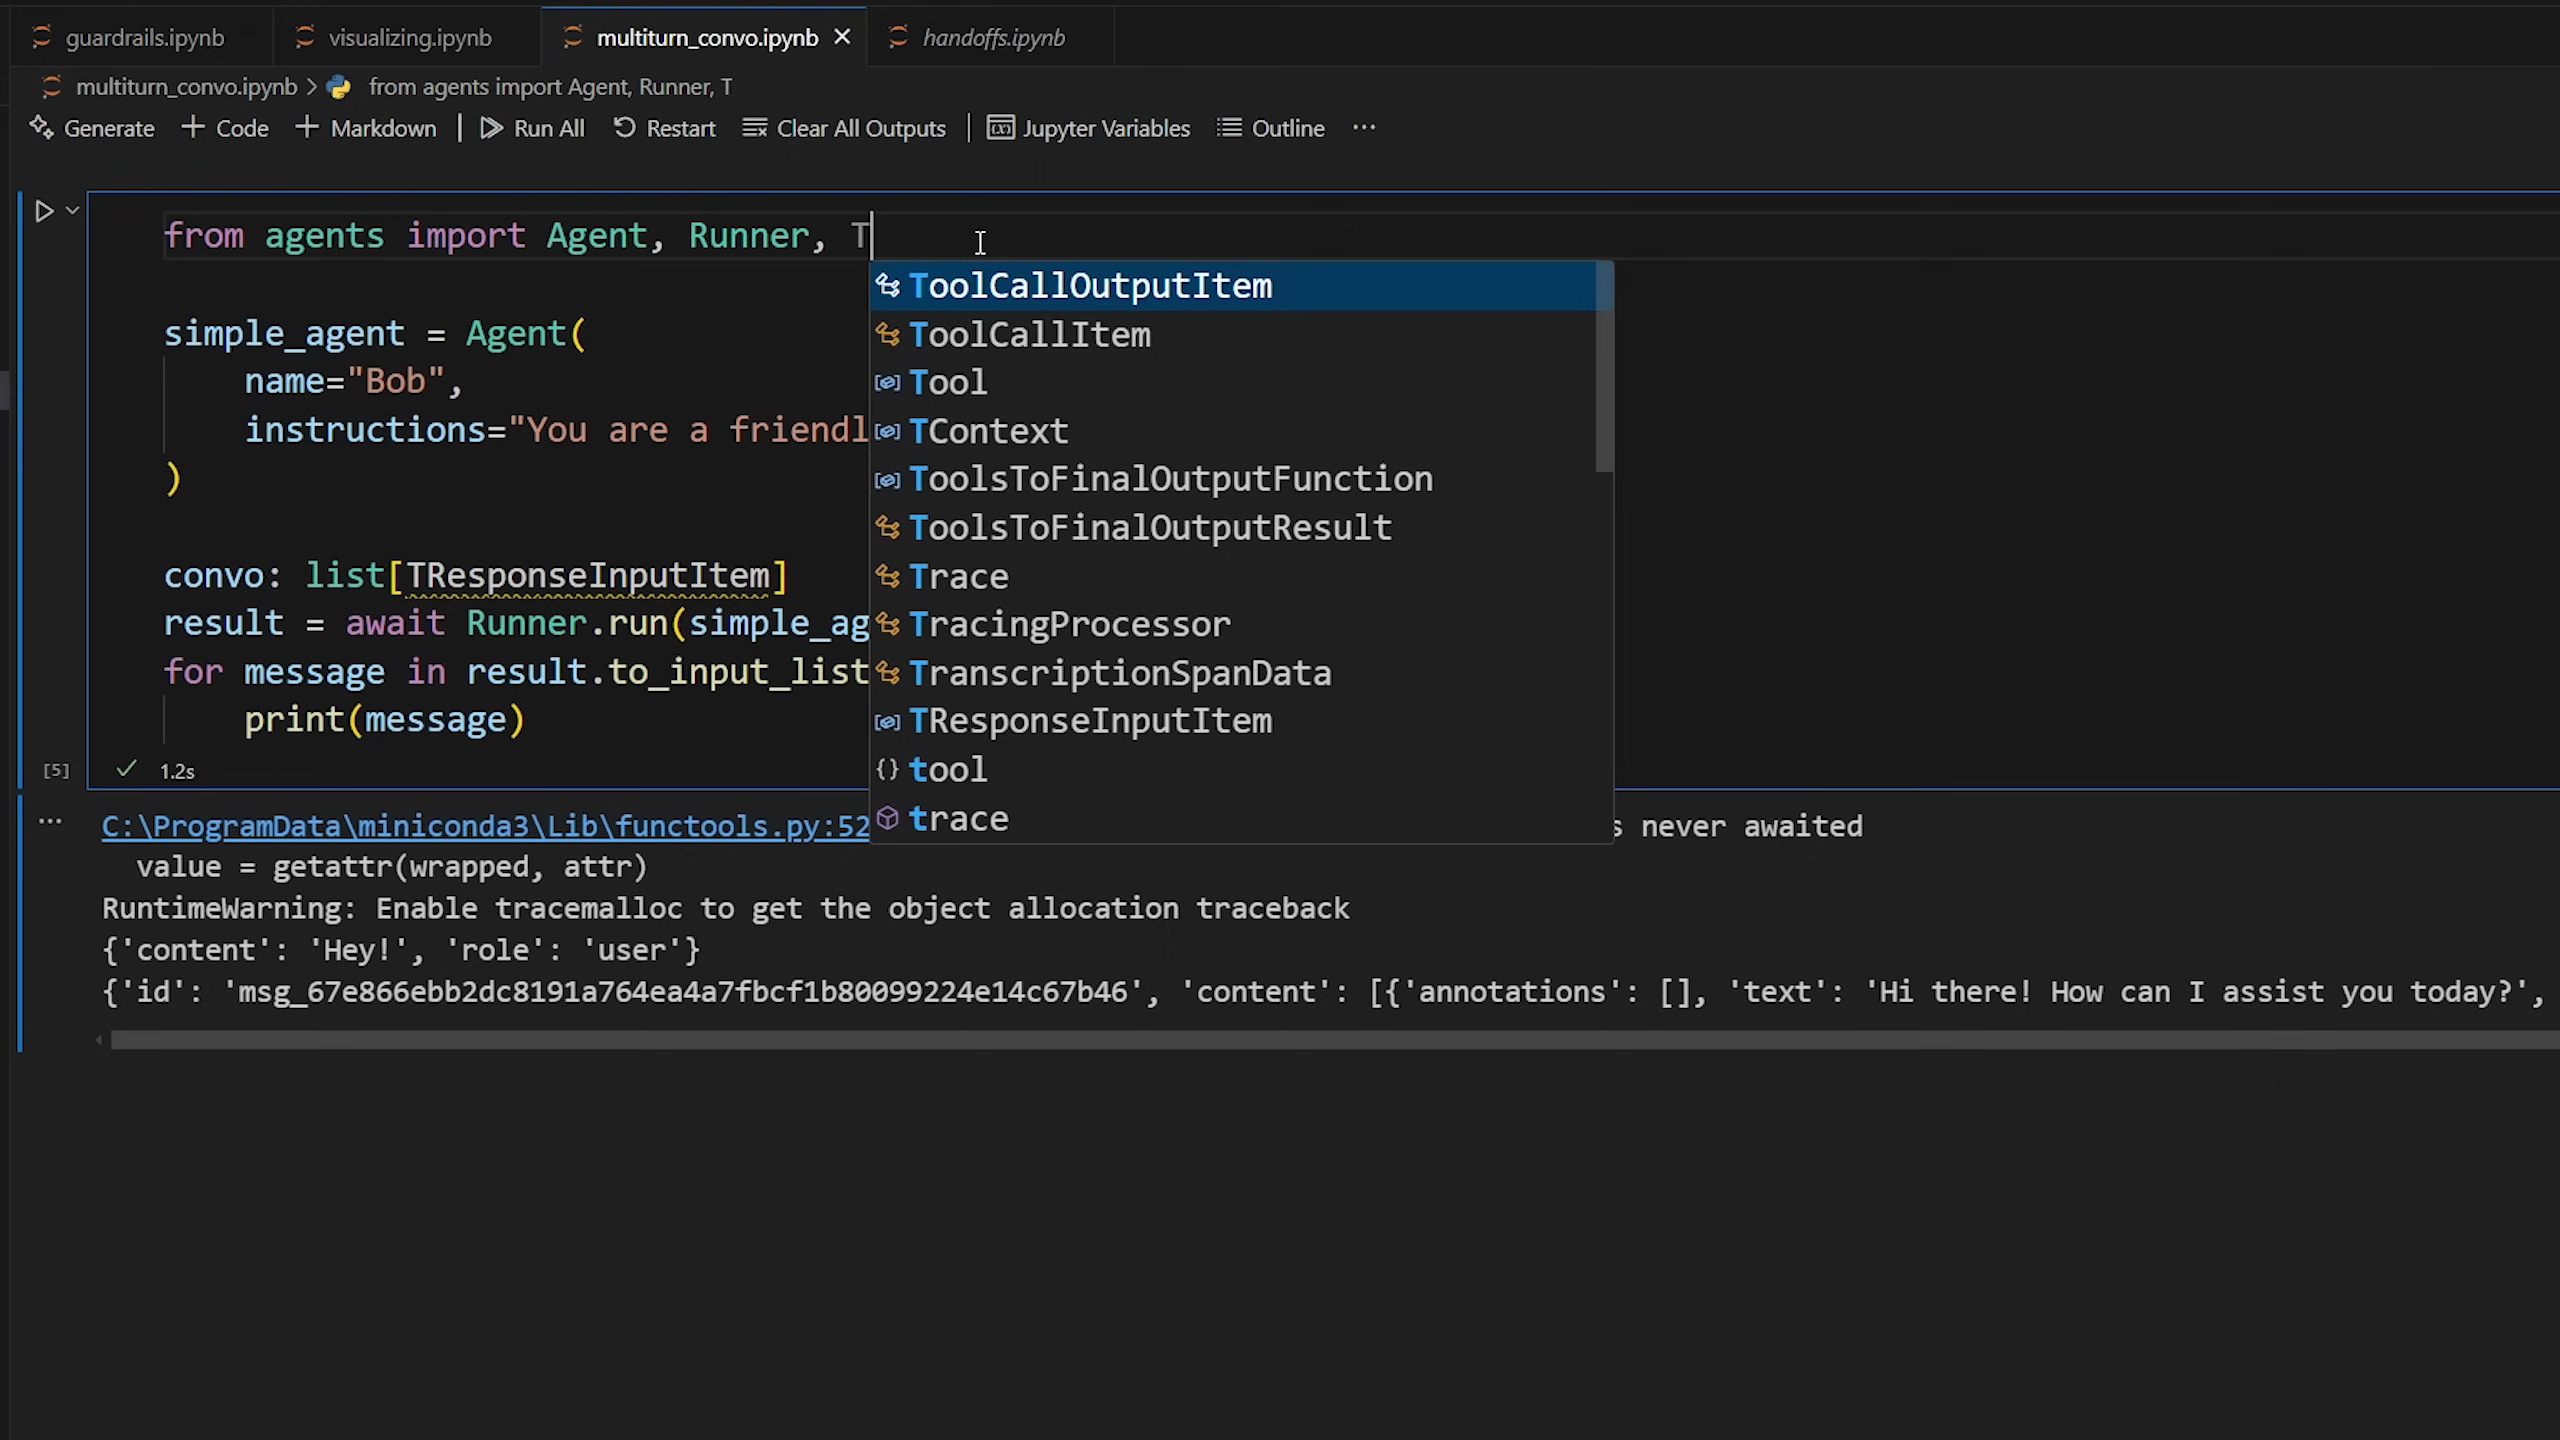 guardrails.ipynb visualizing.ipynb multiturn_convo.ipynb handoffs.ipynb
multiturn_convo.ipynb > from agents import Agent, Runner, T
Generate + Code + Markdown | Run All Restart Clear All Outputs | Jupyter Variables Outline ...
from agents import Agent, Runner, T
ToolCallOutputItem
simple_agent = Agent( ToolCallItem
name="Bob", Tool
instructions="You are a friendl TContext
) ToolsToFinalOutputFunction
ToolsToFinalOutputResult
convo: list[TResponseInputItem] Trace
result = await Runner.run(simple_ag TracingProcessor
for message in result.to_input_list TranscriptionSpanData
print(message) TResponseInputItem
[5] 1.2s tool
trace
C:\ProgramData\miniconda3\Lib\functools.py:52 s never awaited
value = getattr(wrapped, attr)
RuntimeWarning: Enable tracemalloc to get the object allocation traceback
{'content': 'Hey!', 'role': 'user'}
{'id': 'msg_67e866ebb2dc8191a764ea4a7fbcf1b80099224e14c67b46', 'content': [{'annotations': [], 'text': 'Hi there! How can I assist you today?',